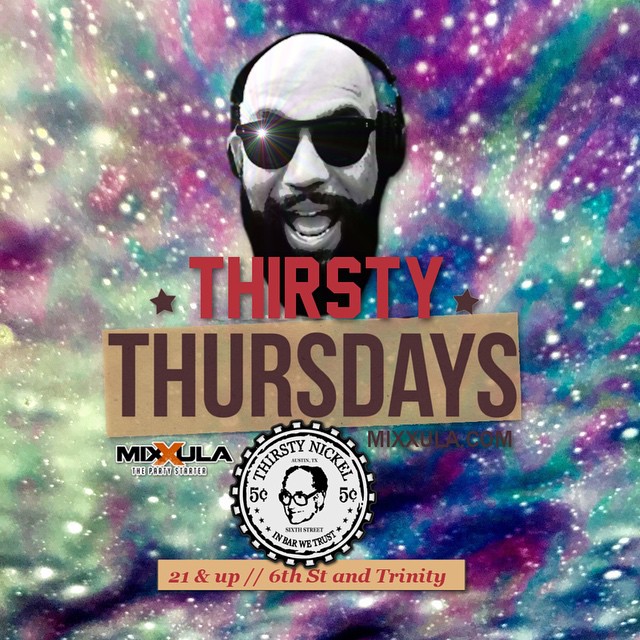 THIRSTY
THURSDAYS
MIXXULA.COM
MIXXULA
THE PARTY STARTER
THIRSTY NICKEL
AUSTIN, TX
5¢ 5¢
SIXTH STREET
IN BAR WE TRUST
21 & up // 6th St and Trinity